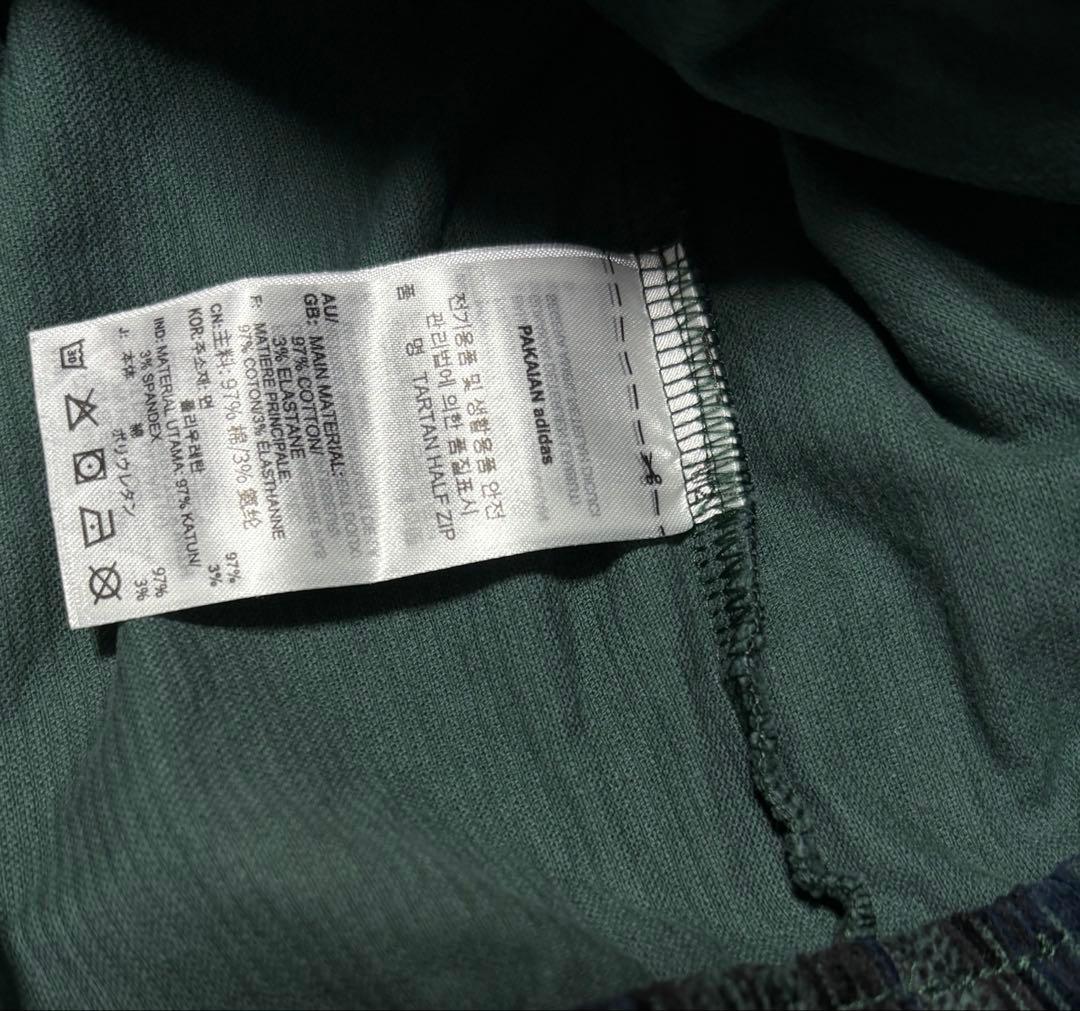 PAKAIAN adidas
전기용품 및 생활용품 안전
관리법에 의한 품질표시
품 명 TARTAN HALF ZIP
AU/
GB: MAIN MATERIAL:
97% COTTON/
3% ELASTANE
F: MATIERE PRINCIPALE
97% COTON/3% ELASTHANNE
CN: 主料: 97% 棉/3% 氨纶
KOR: 주소재 면 97%
폴리우레탄 3%
IND: MATERIAL UTAMA: 97% KATUN/
3% SPANDEX
J: 本体 綿 97%
ポリウレタン 3%
30